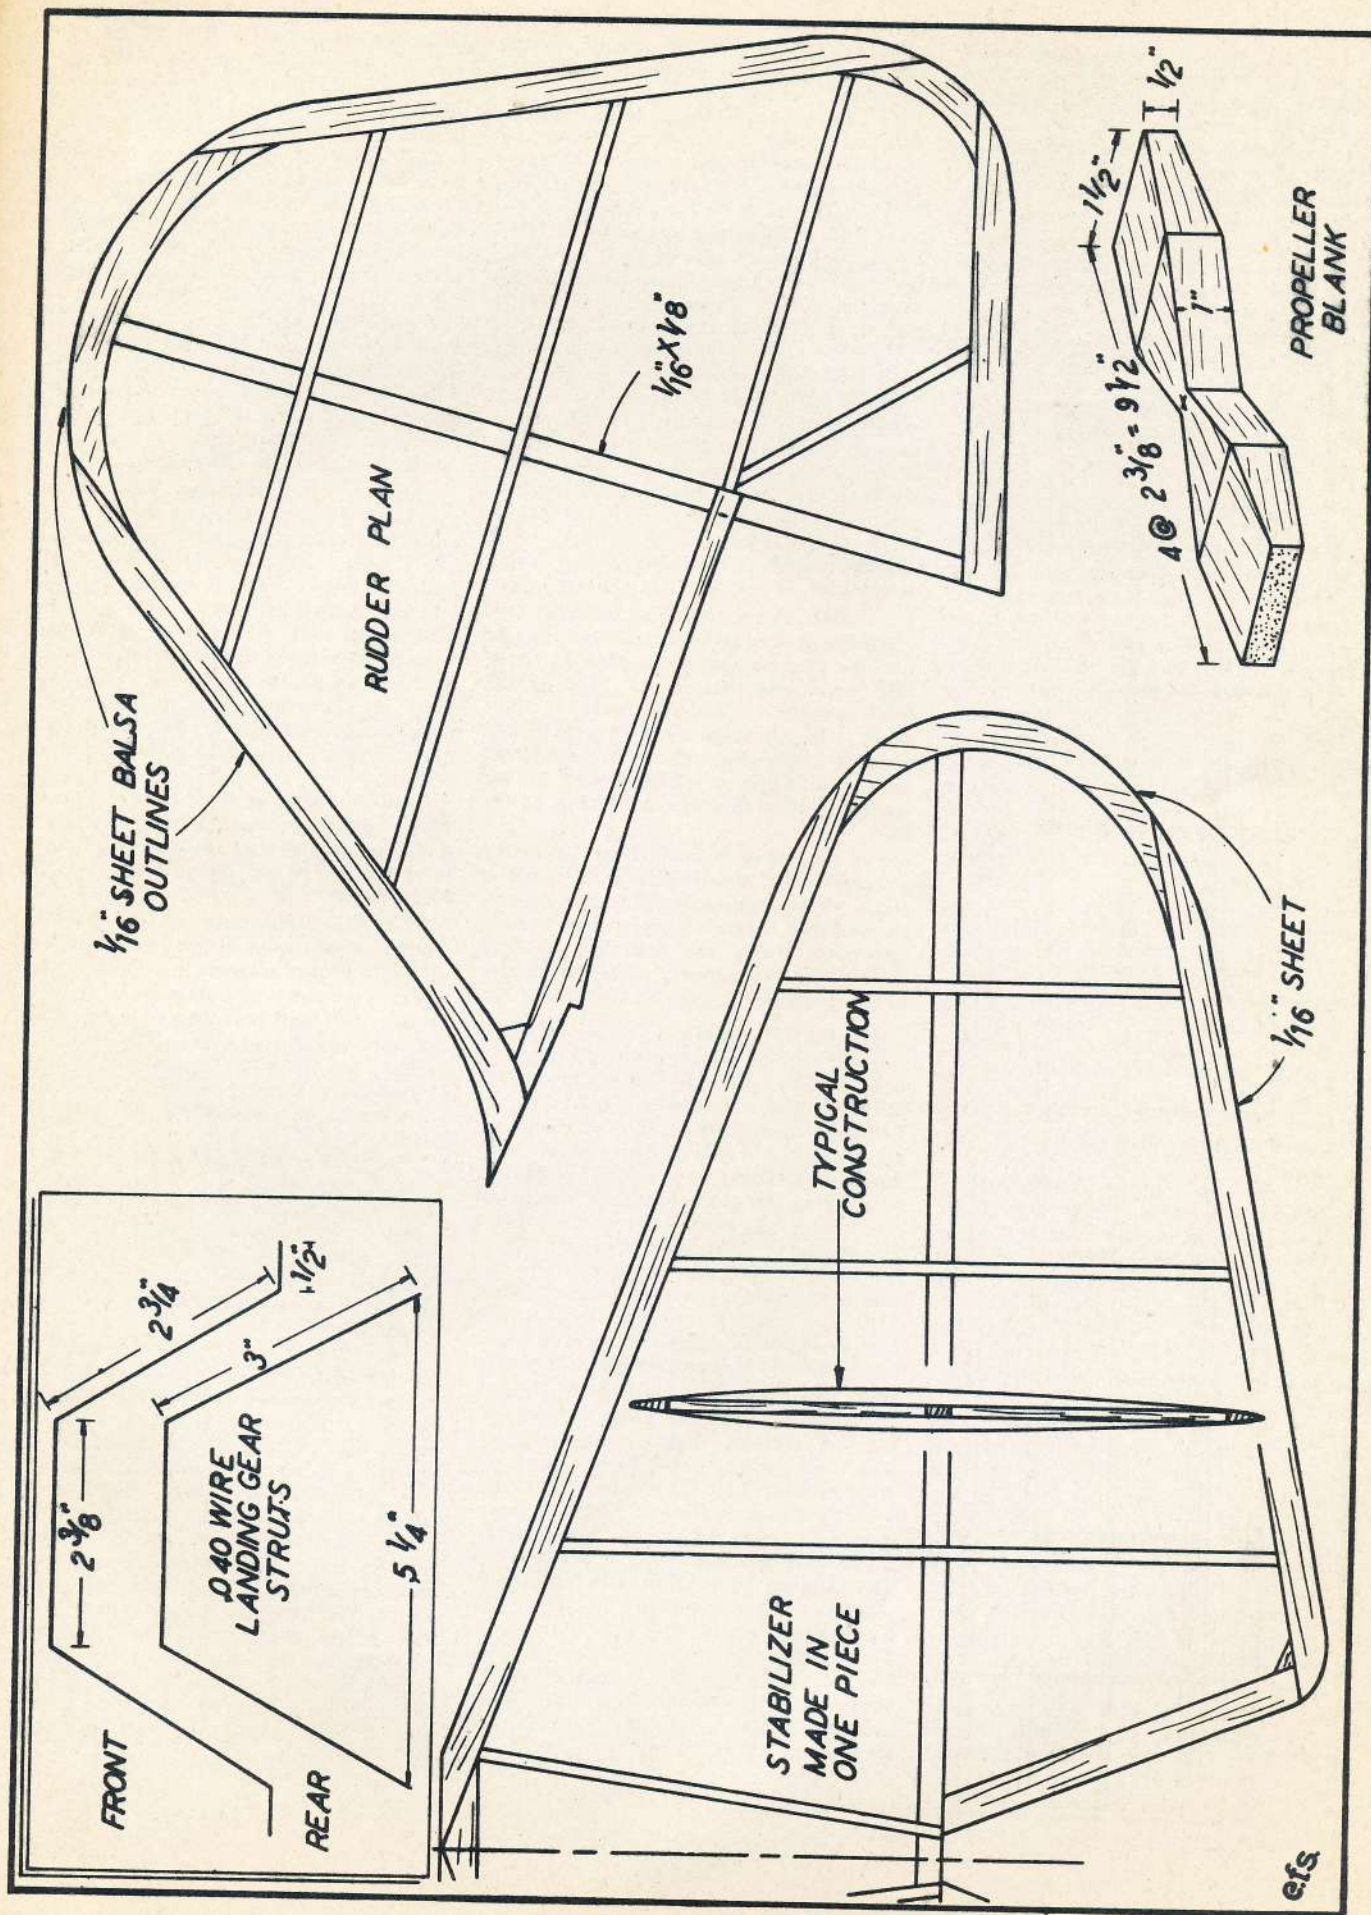 FRONT
REAR
2 3/8"
2 3/4"
1/2"
3"
.040 WIRE
LANDING GEAR
STRUTS
5 1/4"
1/16" SHEET BALSA
OUTLINES
RUDDER PLAN
1/16" X 1/8"
STABILIZER
MADE IN
ONE PIECE
TYPICAL
CONSTRUCTION
1/16" SHEET
4 @ 2 3/8" = 9 1/2"
1 1/2"
1/2"
1"
PROPELLER
BLANK
e.f.s.